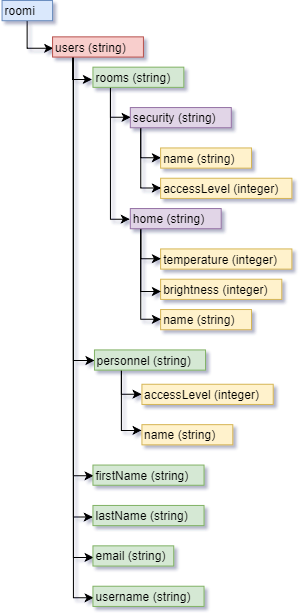 roomi
users (string)
rooms (string)
security (string)
name (string)
accessLevel (integer)
home (string)
temperature (integer)
brightness (integer)
name (string)
personnel (string)
accessLevel (integer)
name (string)
firstName (string)
lastName (string)
email (string)
username (string)